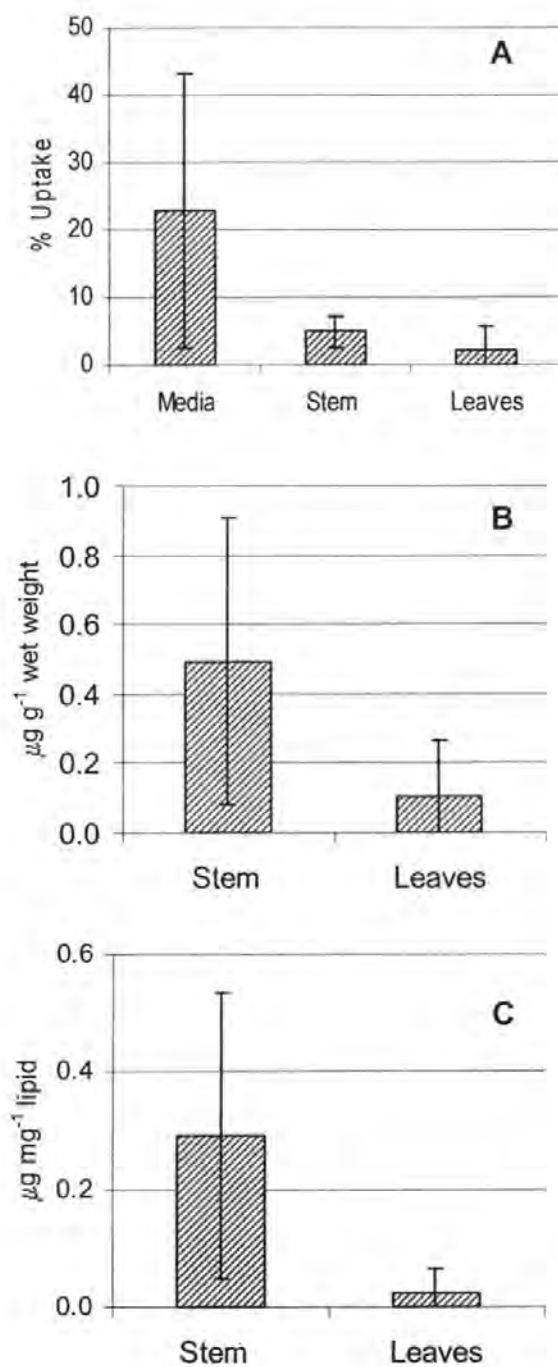 50
A
40
30
% Uptake
20
10
0
Media Stem Leaves
1.0
B
0.8
0.6
μg g⁻¹ wet weight
0.4
0.2
0.0
Stem Leaves
0.6
C
0.4
μg mg⁻¹ lipid
0.2
0.0
Stem Leaves